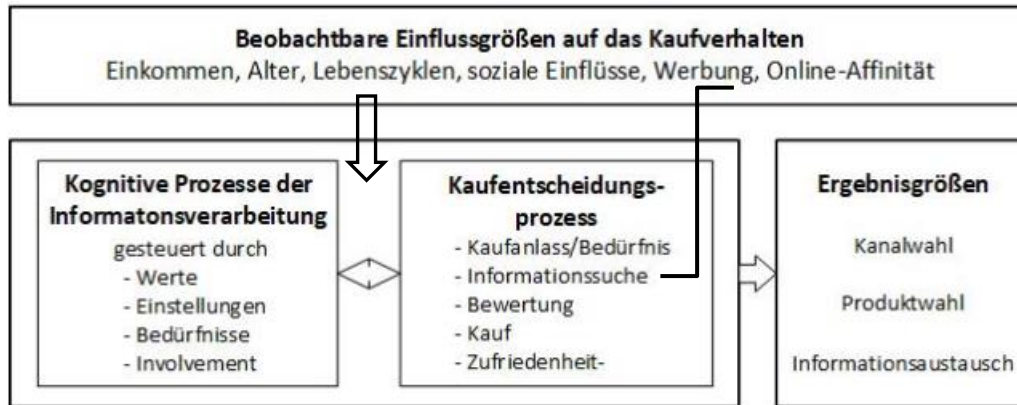 Beobachtbare Einflussgrößen auf das Kaufverhalten
Einkommen, Alter, Lebenszyklen, soziale Einflüsse, Werbung, Online-Affinität
Kognitive Prozesse der
Informatonsverarbeitung
gesteuert durch
- Werte
- Einstellungen
- Bedürfnisse
- Involvement
Kaufentscheidungs-
prozess
- Kaufanlass/Bedürfnis
- Informationssuche
- Bewertung
- Kauf
- Zufriedenheit-
Ergebnisgrößen
Kanalwahl
Produktwahl
Informationsaustausch